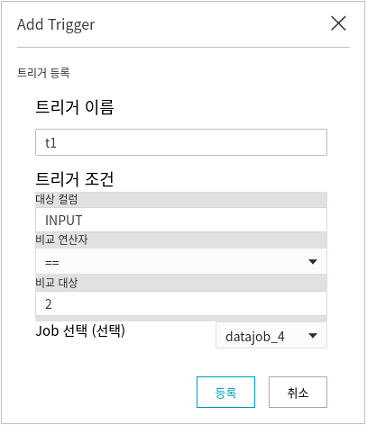 Add Trigger
트리거 등록
트리거 이름
t1
트리거 조건
대상 컬럼
INPUT
비교 연산자
==
비교 대상
2
Job 선택 (선택)
datajob_4
등록
취소